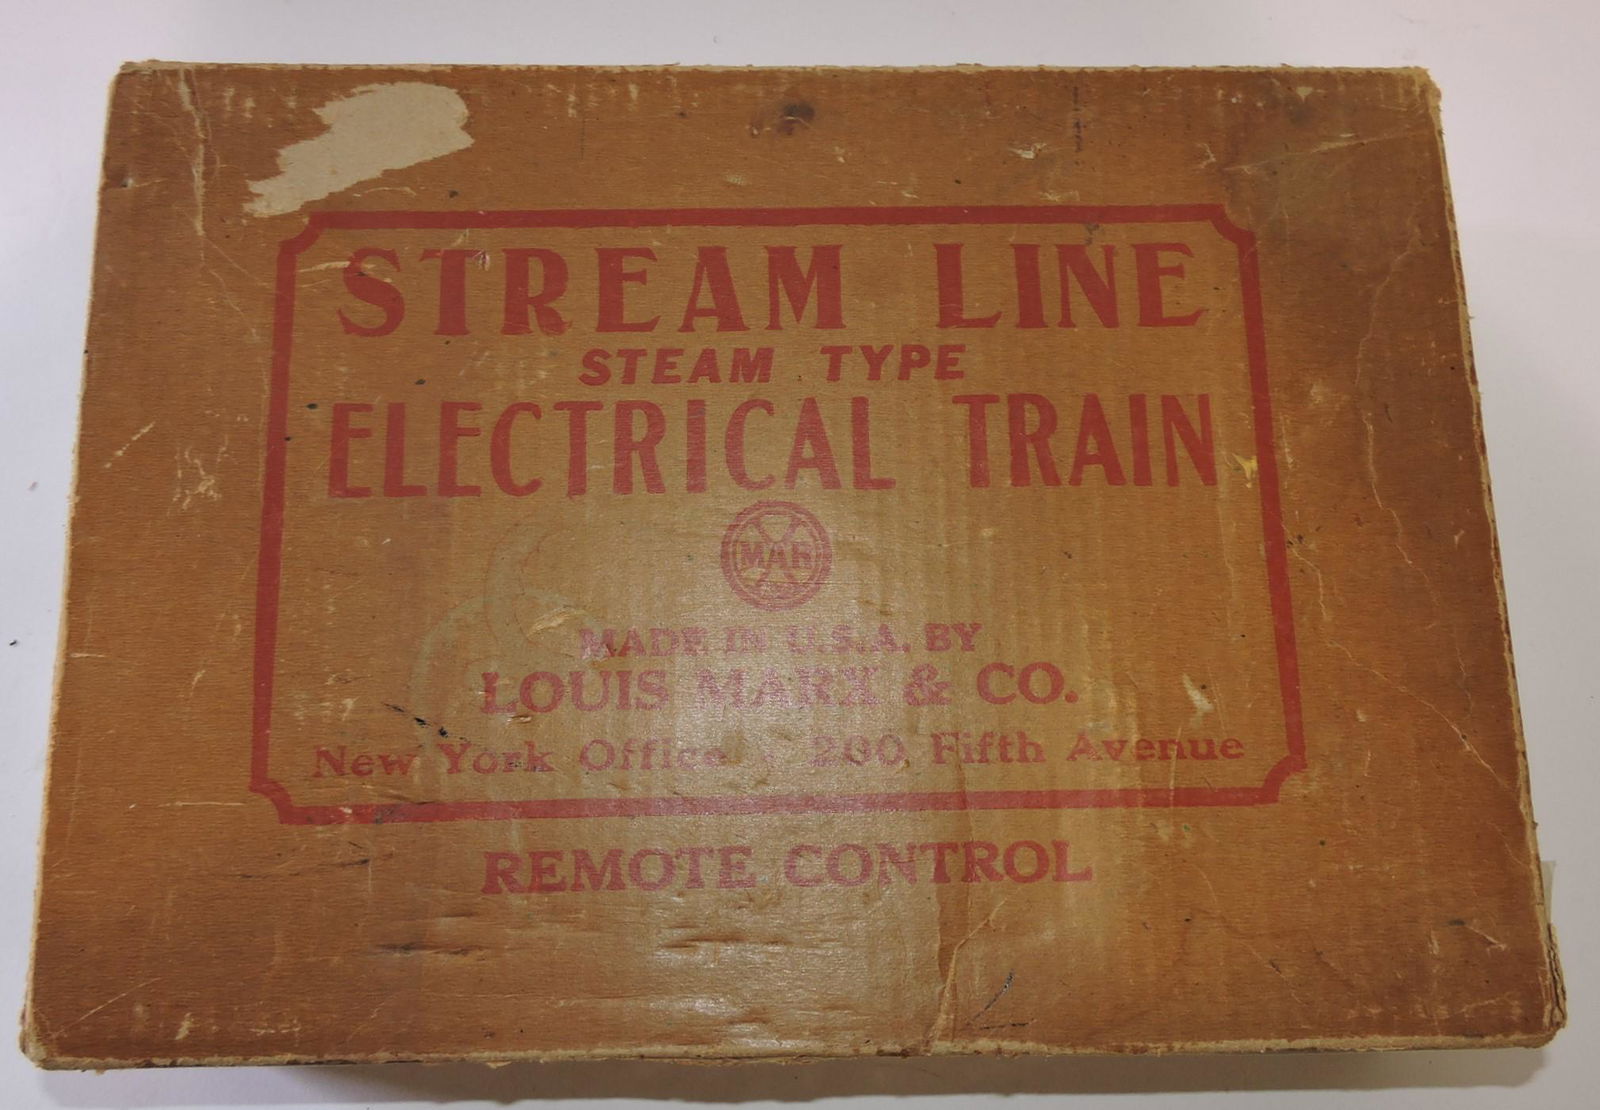 STREAM LINE
STEAM TYPE
ELECTRICAL TRAIN
MAR
MADE IN U.S.A. BY
LOUIS MARX & CO.
New York Office 200 Fifth Avenue
REMOTE CONTROL